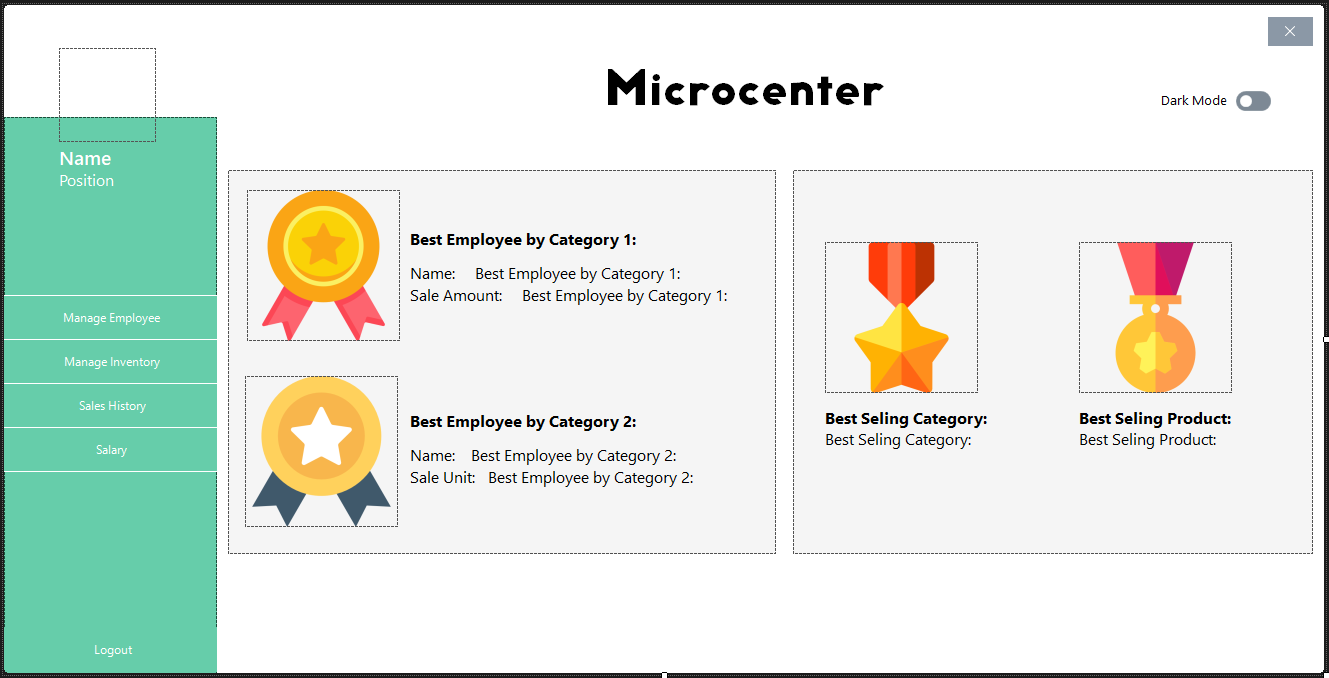 Microcenter
Dark Mode
Name
Position
Manage Employee
Manage Inventory
Sales History
Salary
Logout
Best Employee by Category 1:
Name: Best Employee by Category 1:
Sale Amount: Best Employee by Category 1:
Best Employee by Category 2:
Name: Best Employee by Category 2:
Sale Unit: Best Employee by Category 2:
Best Seling Category:
Best Seling Category:
Best Seling Product:
Best Seling Product: